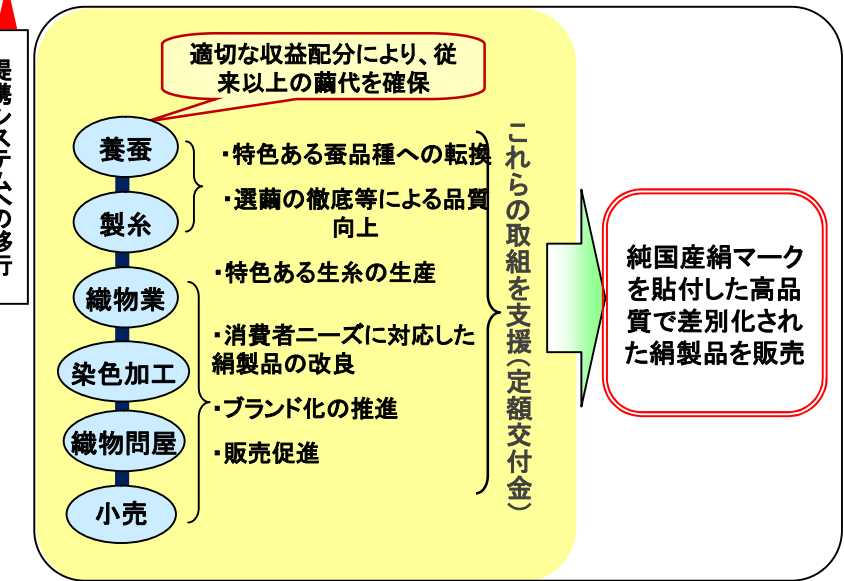 提携システムへの移行
適切な収益配分により、従
来以上の繭代を確保
養蚕
製糸
織物業
染色加工
織物問屋
小売
・特色ある蚕品種への転換
・選繭の徹底等による品質
向上
・特色ある生糸の生産
・消費者ニーズに対応した
絹製品の改良
・ブランド化の推進
・販売促進
これらの取組を支援（定額交付金）
純国産絹マーク
を貼付した高品
質で差別化され
た絹製品を販売